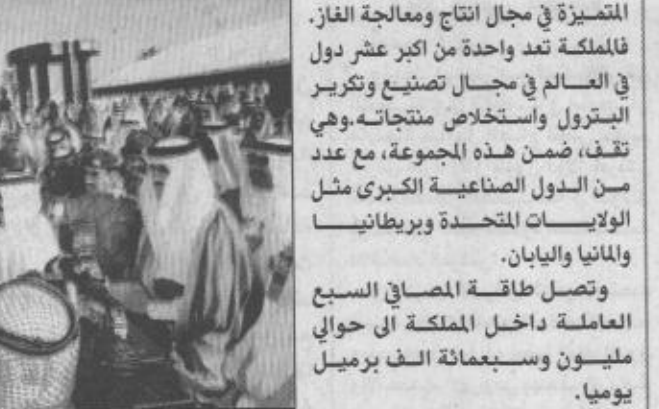 المتميزة في مجال انتاج ومعالجة الغاز.
فالمملكة تعد واحدة من اكبر عشر دول
في العالم في مجال تصنيع وتكرير
البترول واستخلاص منتجاته.وهي
تقف، ضمن هذه المجموعة، مع عدد
من الدول الصناعية الكبرى مثل
الولايات المتحدة وبريطانيا
والمانيا واليابان.
وتصل طاقة المصافي السبع
العاملة داخل المملكة الى حوالي
مليون وسبعمائة الف برميل
يوميا.